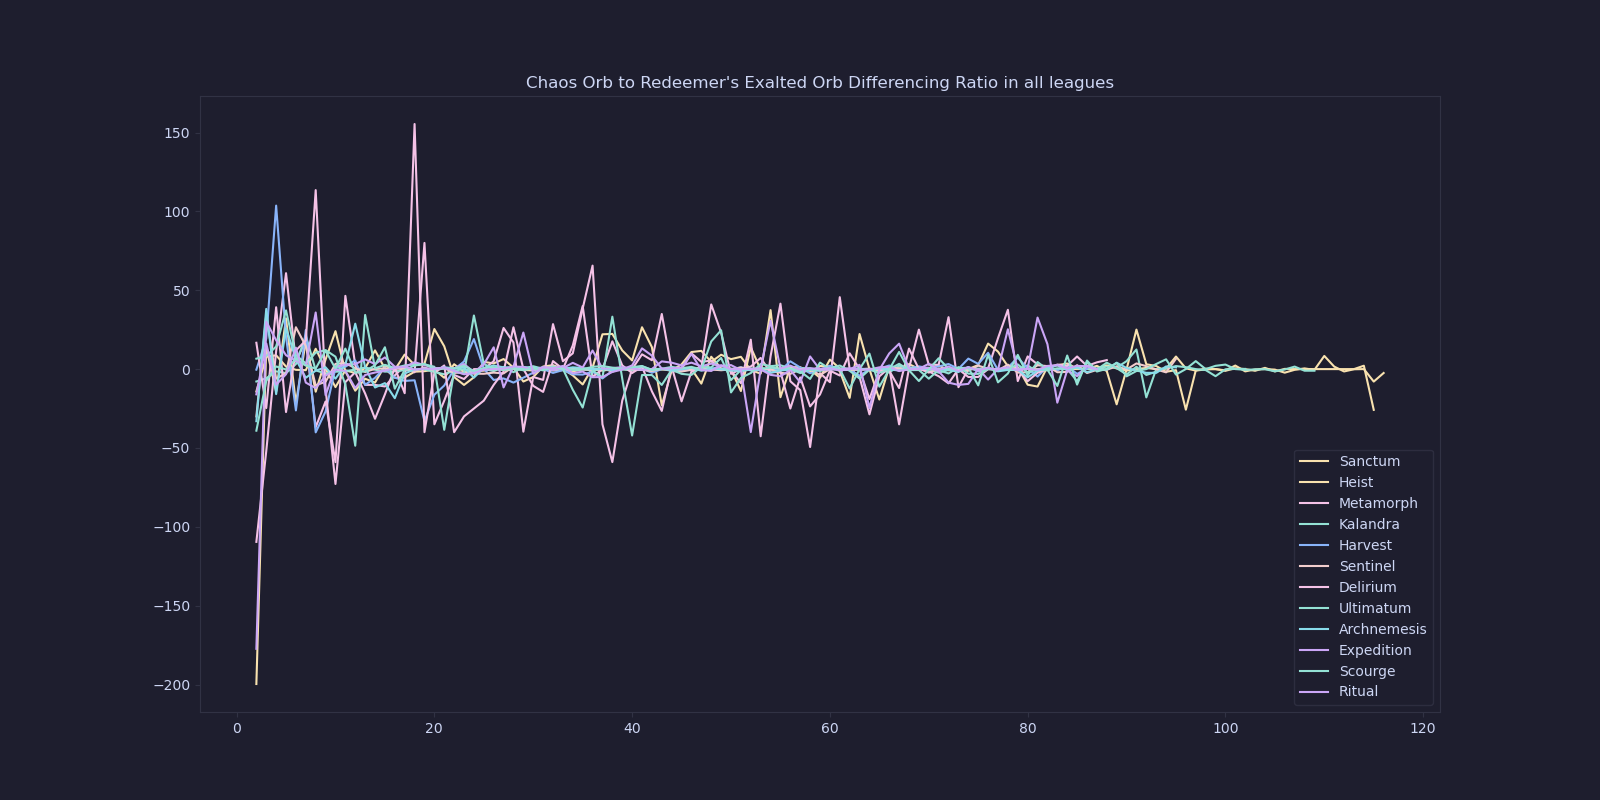 Chaos Orb to Redeemer's Exalted Orb Differencing Ratio in all leagues
150
100
50
0
−50
−100
−150
−200
0 20 40 60 80 100 120
Sanctum
Heist
Metamorph
Kalandra
Harvest
Sentinel
Delirium
Ultimatum
Archnemesis
Expedition
Scourge
Ritual